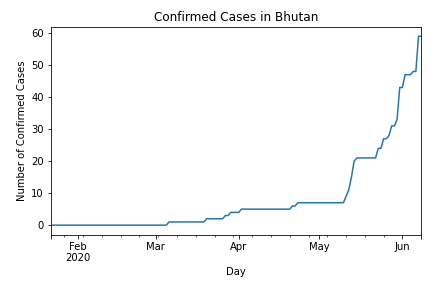 Confirmed Cases in Bhutan
Number of Confirmed Cases
60
50
40
30
20
10
0
Feb Mar Apr May Jun
2020
Day